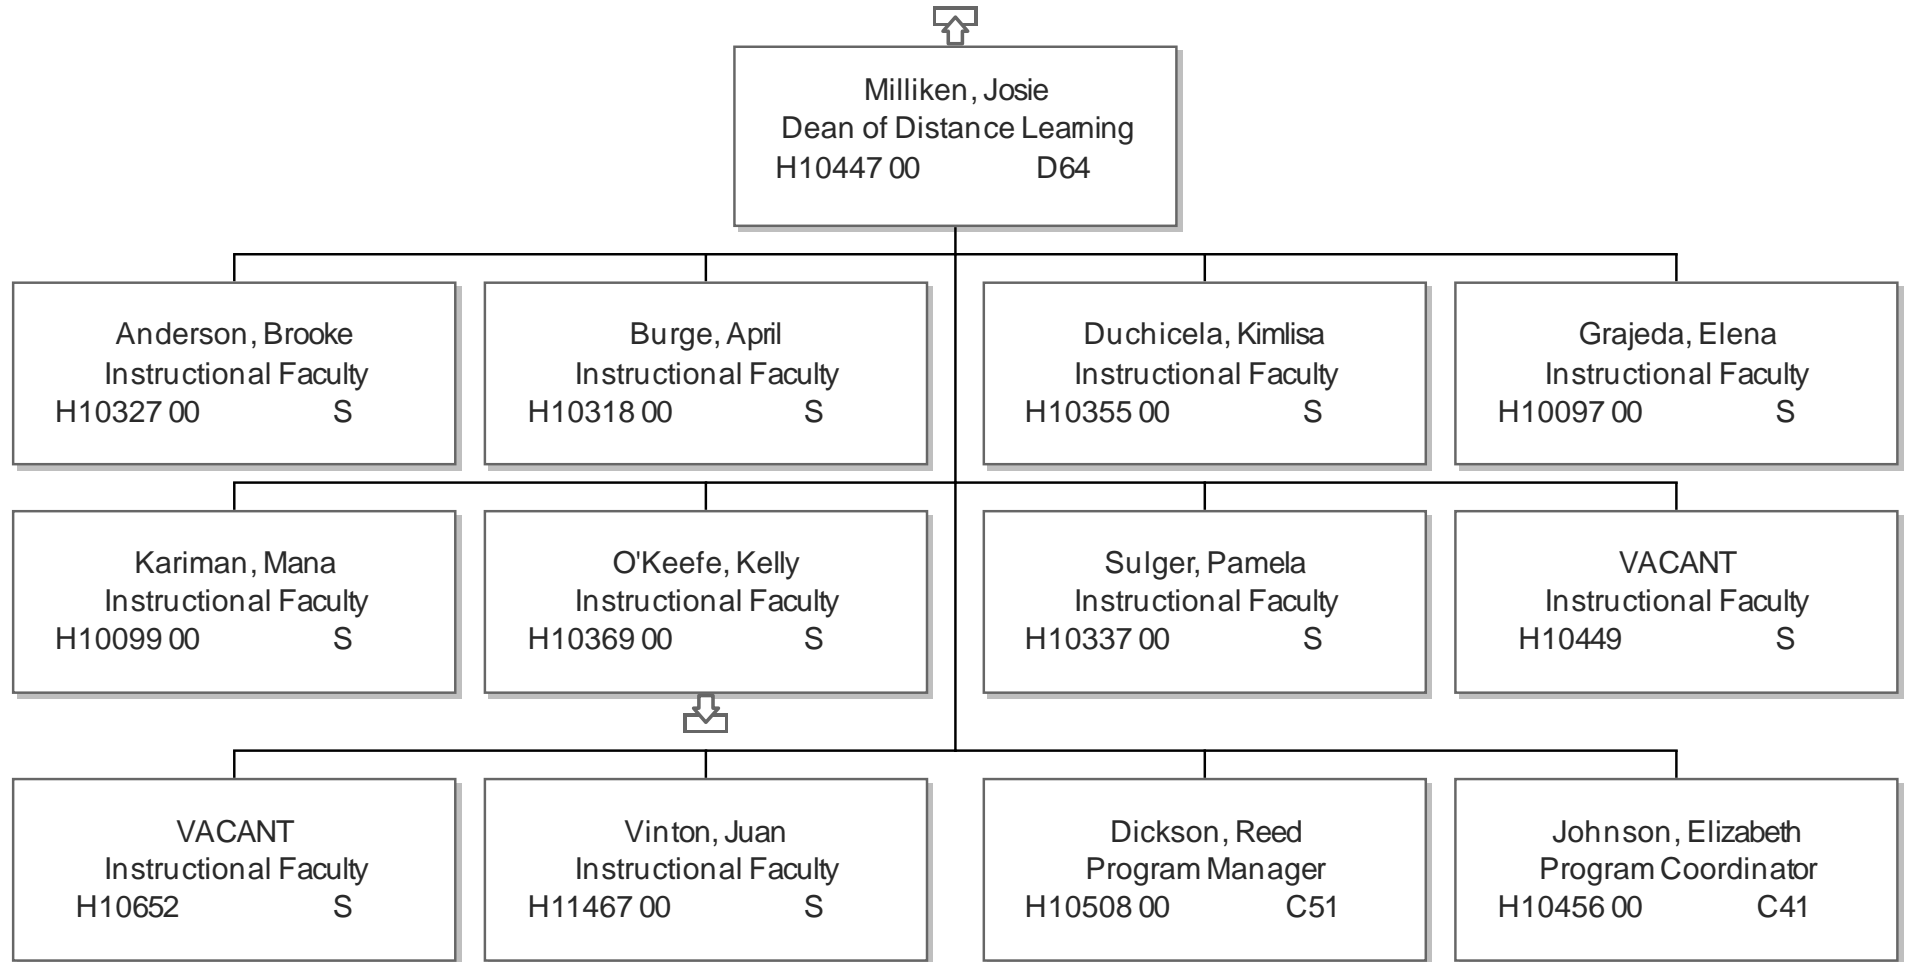 Milliken, Josie
Dean of Distance Learning
H10447 00 D64
Anderson, Brooke
Instructional Faculty
H10327 00 S
Burge, April
Instructional Faculty
H10318 00 S
Duchicela, Kimlisa
Instructional Faculty
H10355 00 S
Grajeda, Elena
Instructional Faculty
H10097 00 S
Kariman, Mana
Instructional Faculty
H10099 00 S
O'Keefe, Kelly
Instructional Faculty
H10369 00 S
Sulger, Pamela
Instructional Faculty
H10337 00 S
VACANT
Instructional Faculty
H10449 S
VACANT
Instructional Faculty
H10652 S
Vinton, Juan
Instructional Faculty
H11467 00 S
Dickson, Reed
Program Manager
H10508 00 C51
Johnson, Elizabeth
Program Coordinator
H10456 00 C41